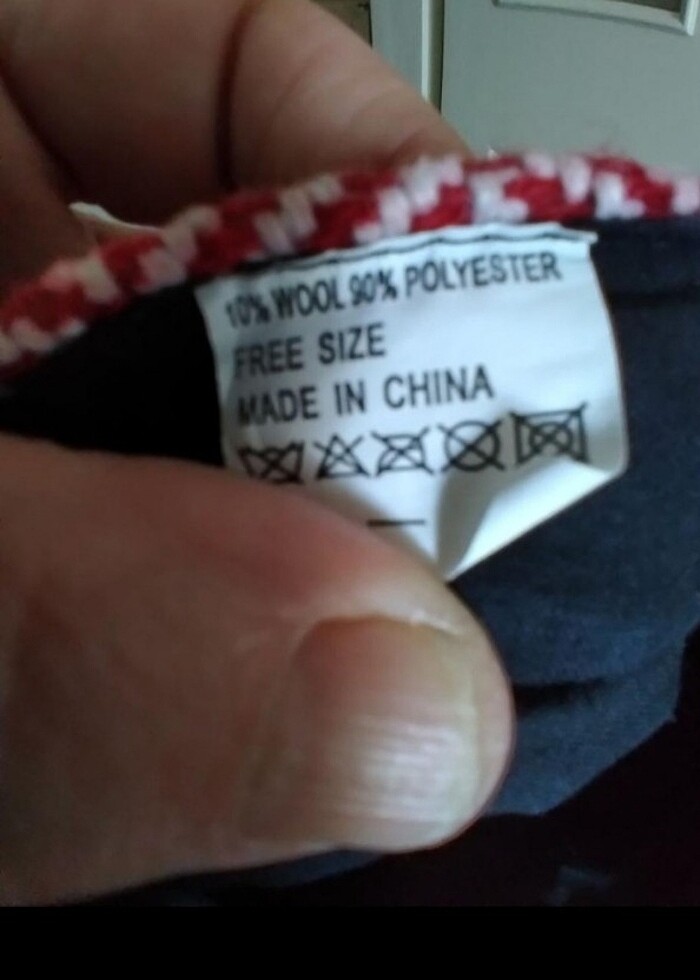 10% WOOL 90% POLYESTER
FREE SIZE
MADE IN CHINA